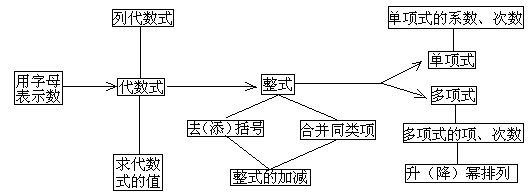 列代数式
用字母
表示数
代数式
求代数
式的值
整式
去(添)括号
合并同类项
整式的加减
单项式的系数、次数
单项式
多项式
多项式的项、次数
升（降）幂排列